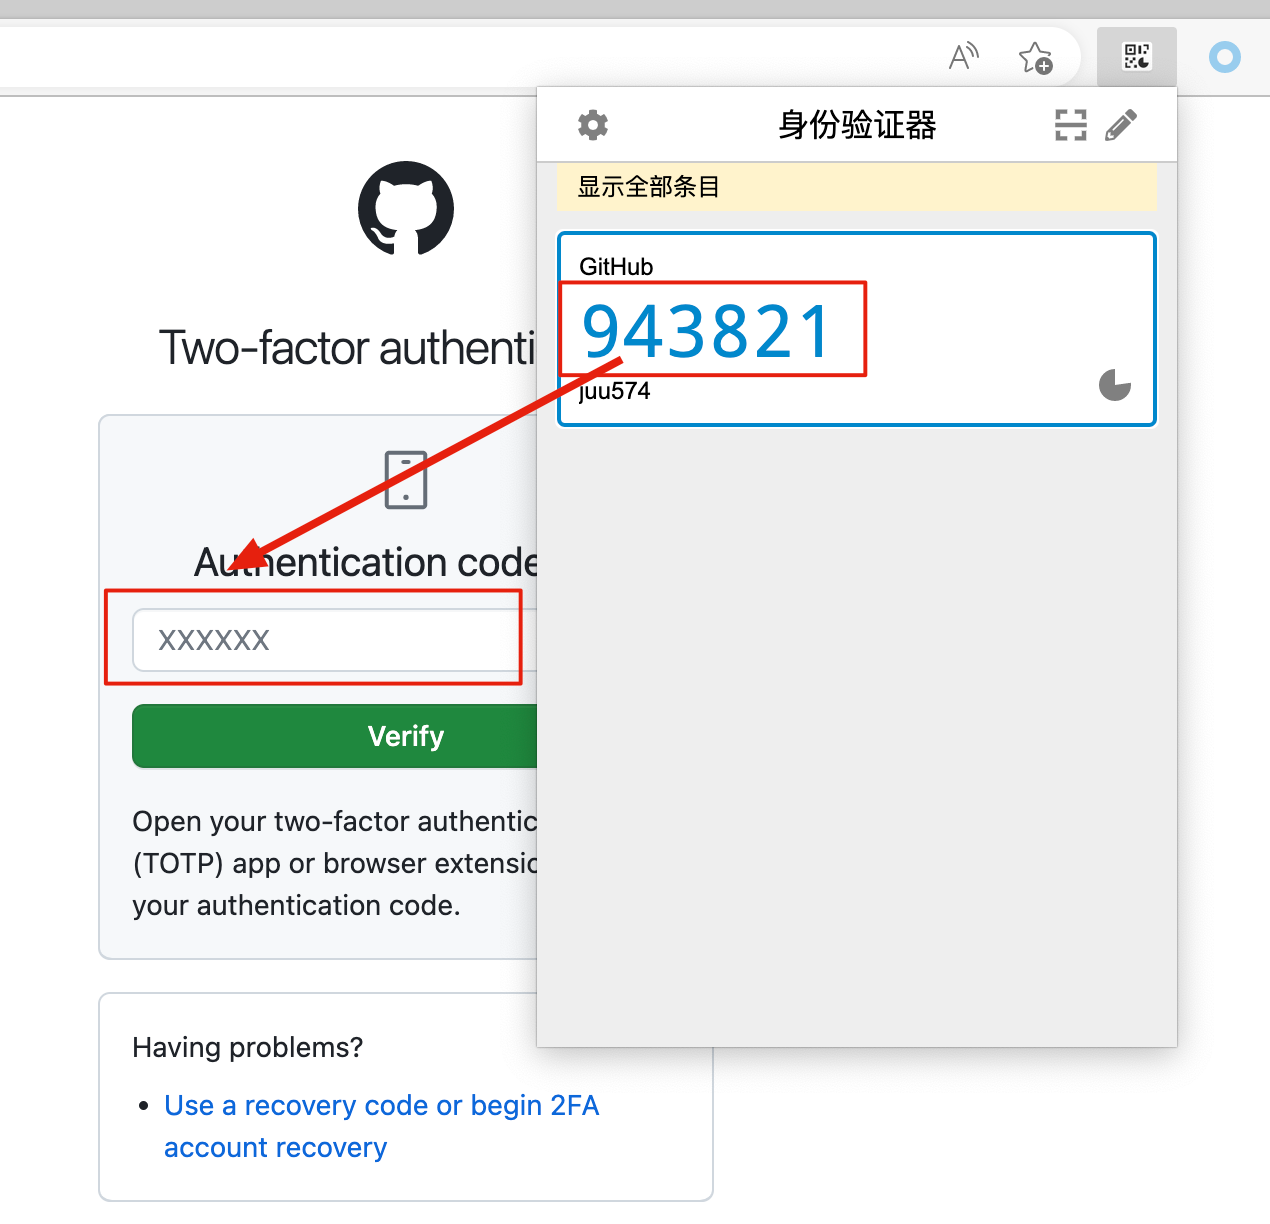 身份验证器
显示全部条目
GitHub
943821
juu574
Two-factor authenti
Authentication code
XXXXXX
Verify
Open your two-factor authentic
(TOTP) app or browser extensio
your authentication code.
Having problems?
Use a recovery code or begin 2FA
account recovery